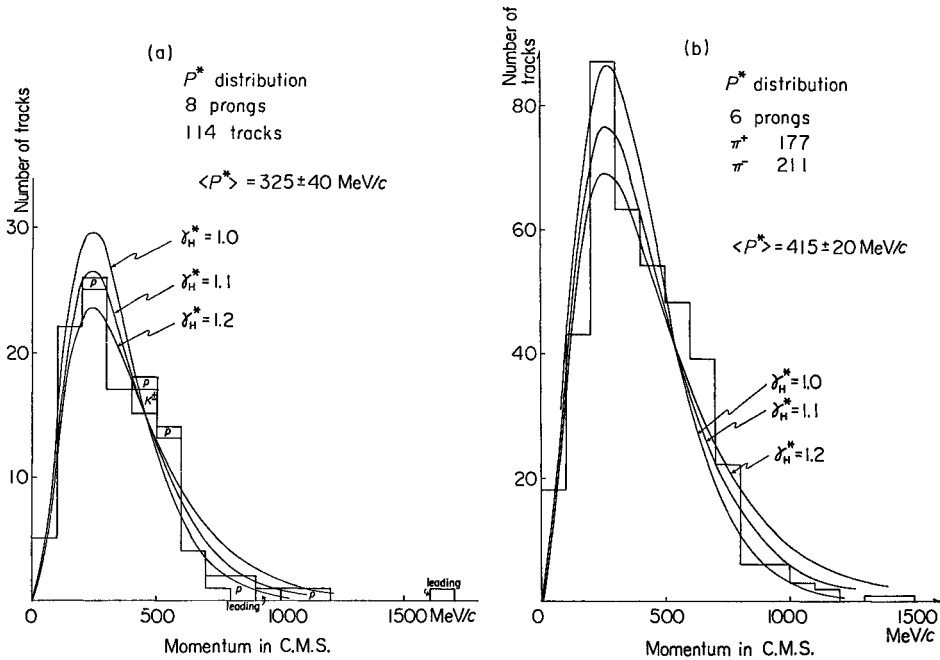 (a)
P* distribution
8 prongs
114 tracks
<P*> = 325±40 MeV/c
Number of tracks
30
20
10
γ*H = 1.0
γ*H = 1.1
γ*H = 1.2
p
p
K±
p
p
leading
p
leading
0
500
1000
1500
MeV/c
Momentum in C.M.S.
(b)
P* distribution
6 prongs
π+ 177
π- 211
<P*> = 415±20 MeV/c
Number of tracks
80
60
40
20
γ*H = 1.0
γ*H = 1.1
γ*H = 1.2
0
500
1000
1500
MeV/c
Momentum in C.M.S.